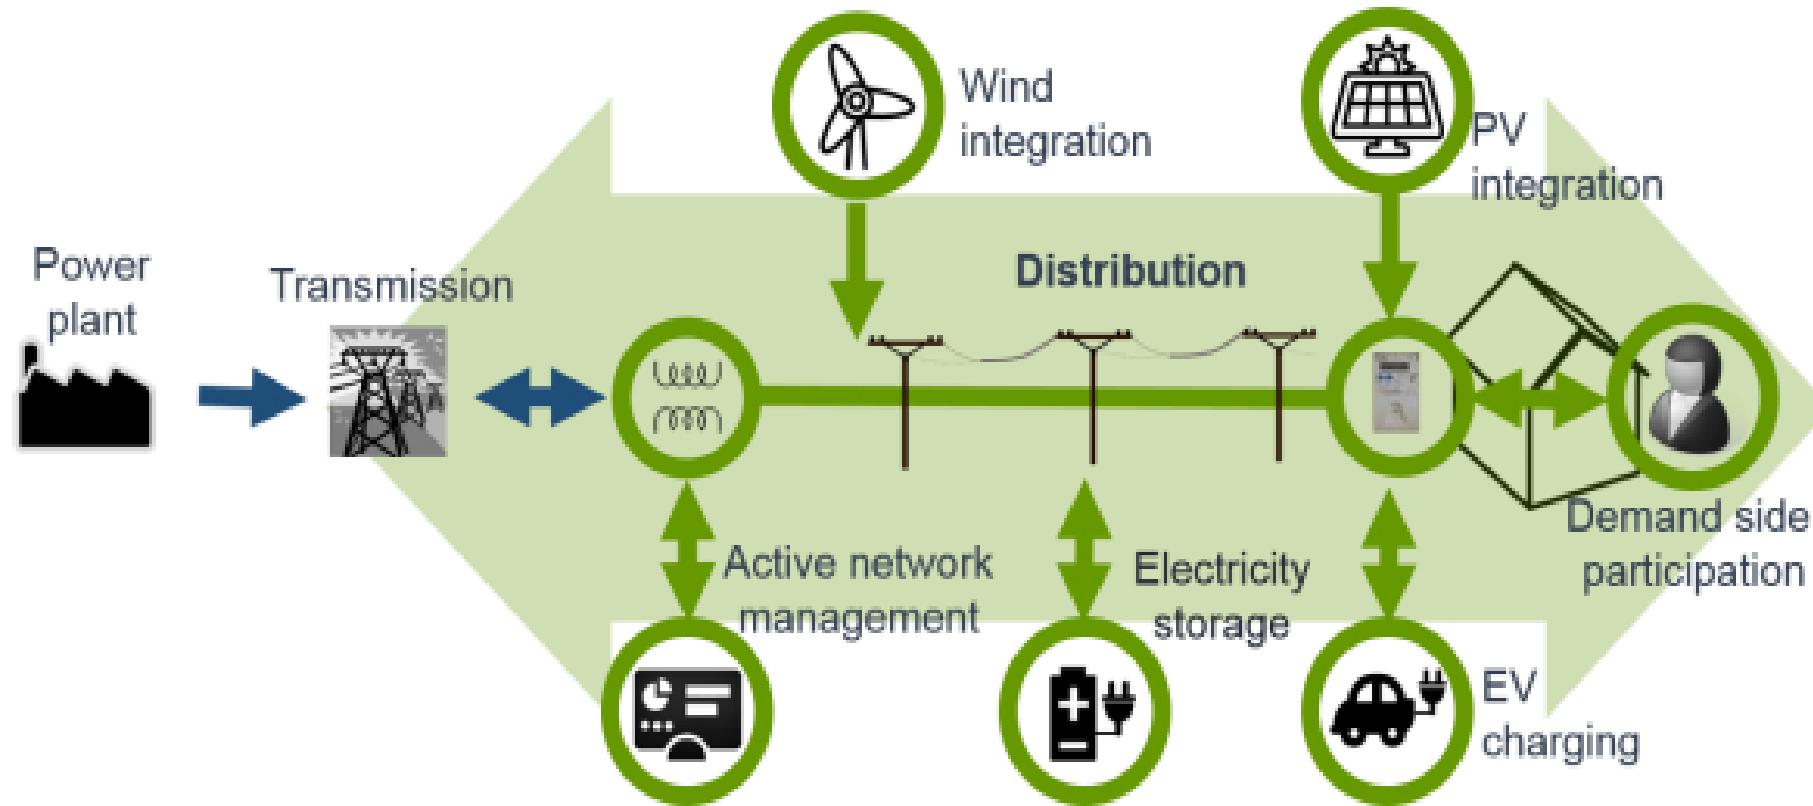 Wind
integration
PV
integration
Power
plant
Transmission
Distribution
Demand side
participation
Active network
management
Electricity
storage
EV
charging